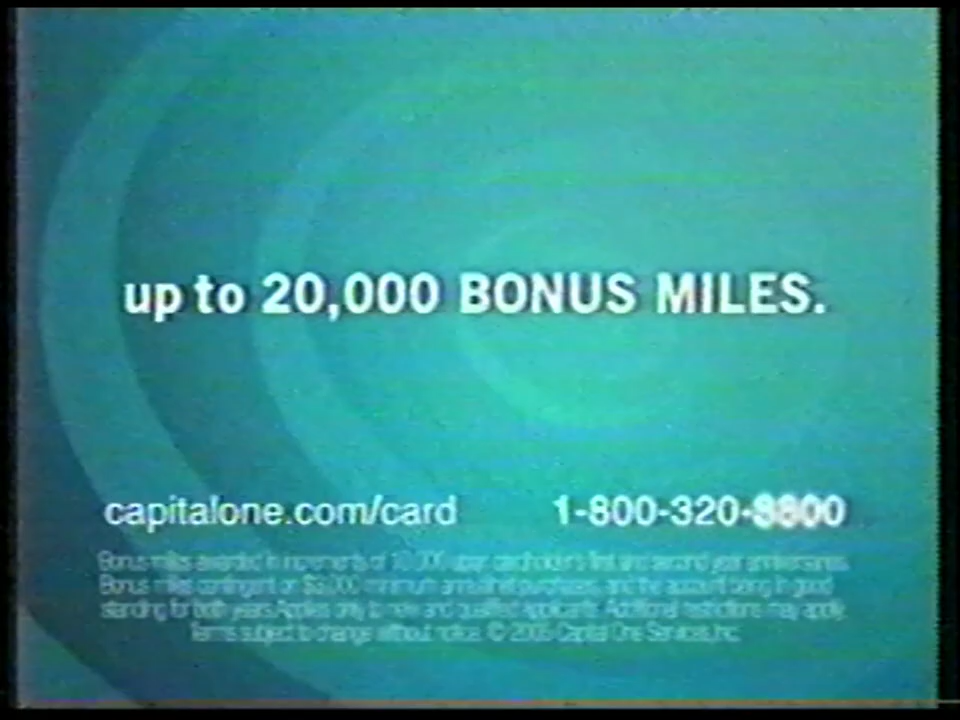 up to 20,000 BONUS MILES.
capitalone.com/card 1-800-320-
Bonus miles awarded in increments of 10,000 upon cardholder's first and second year anniversaries.
Bonus miles contingent on $3,000 minimum annual net purchases, and the account being in good
standing for both years. Applies only to new and qualified applicants. Additional restrictions may apply.
Terms subject to change without notice. © 2005 Capital One Services, Inc.